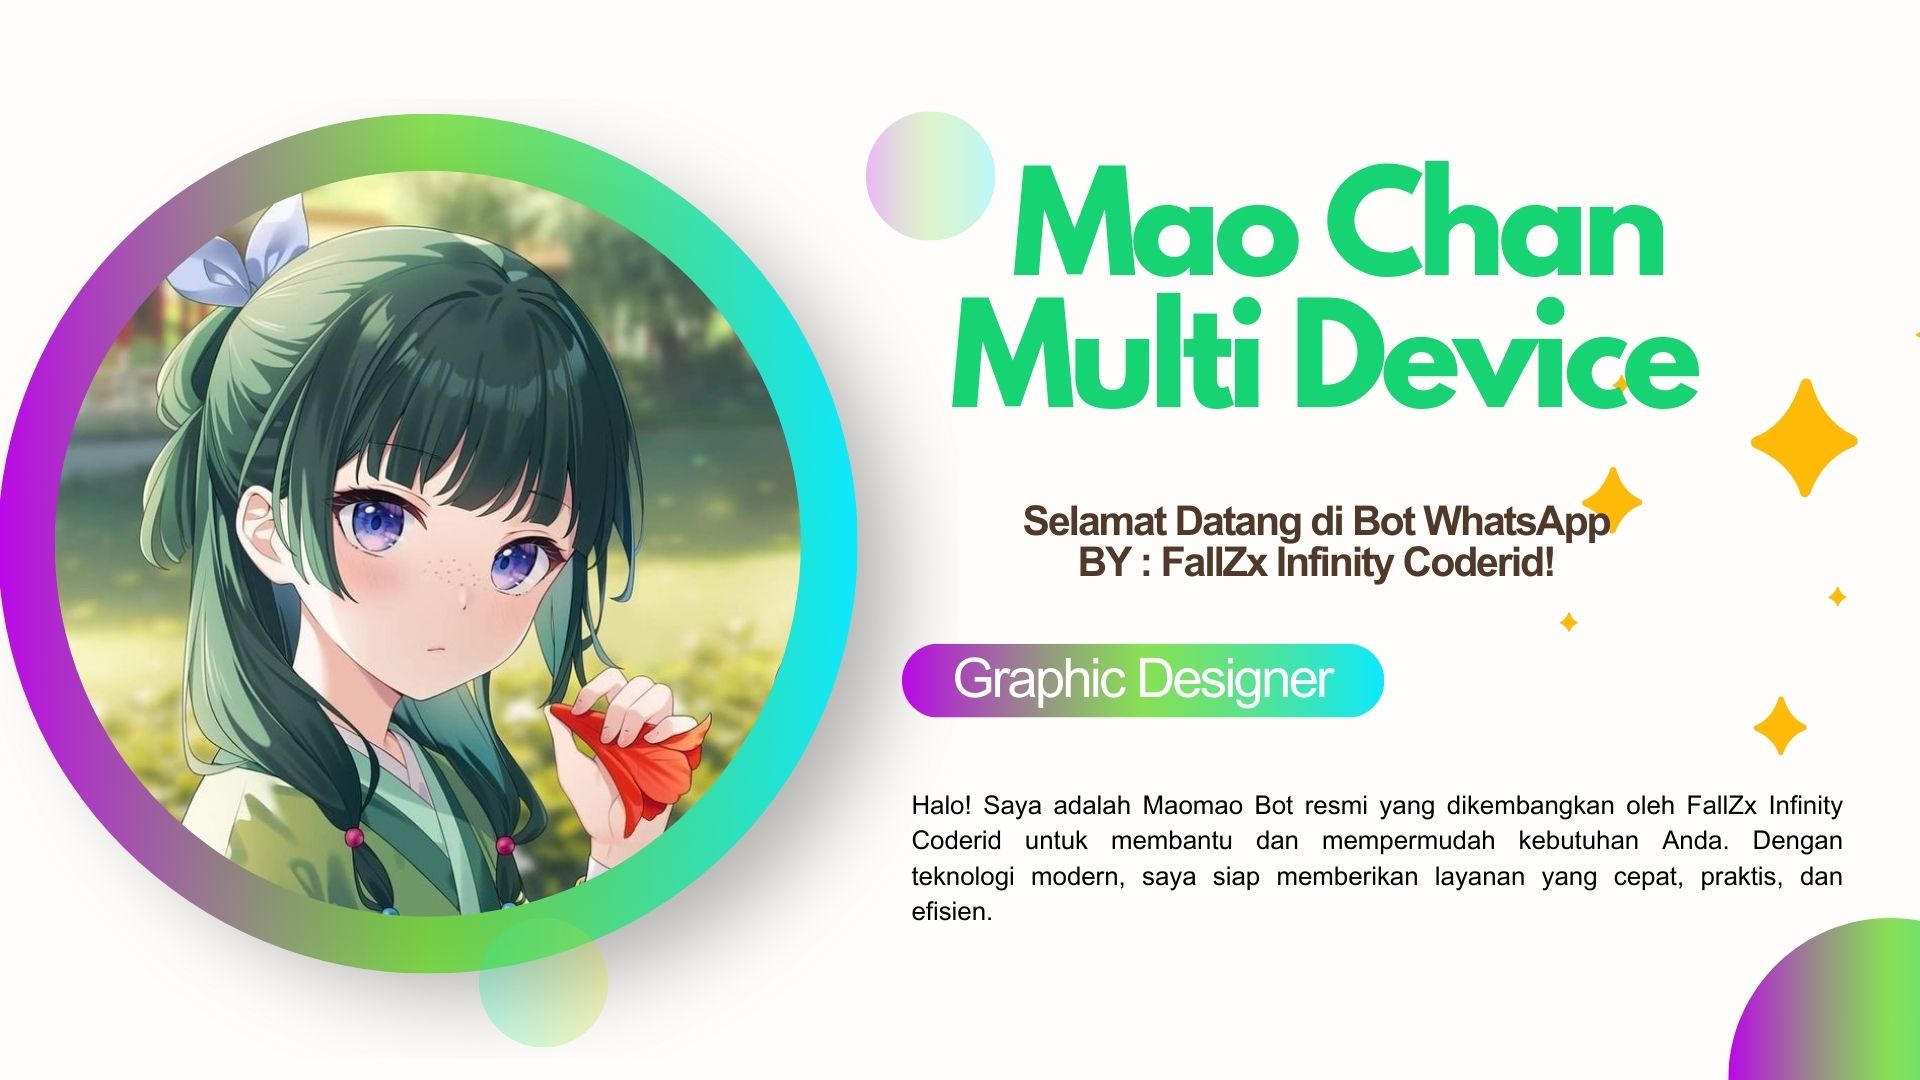 Mao Chan
Multi Device
Selamat Datang di Bot WhatsApp
BY : FallZx Infinity Coderid!
Graphic Designer
Halo! Saya adalah Maomao Bot resmi yang dikembangkan oleh FallZx Infinity
Coderid untuk membantu dan mempermudah kebutuhan Anda. Dengan
teknologi modern, saya siap memberikan layanan yang cepat, praktis, dan
efisien.